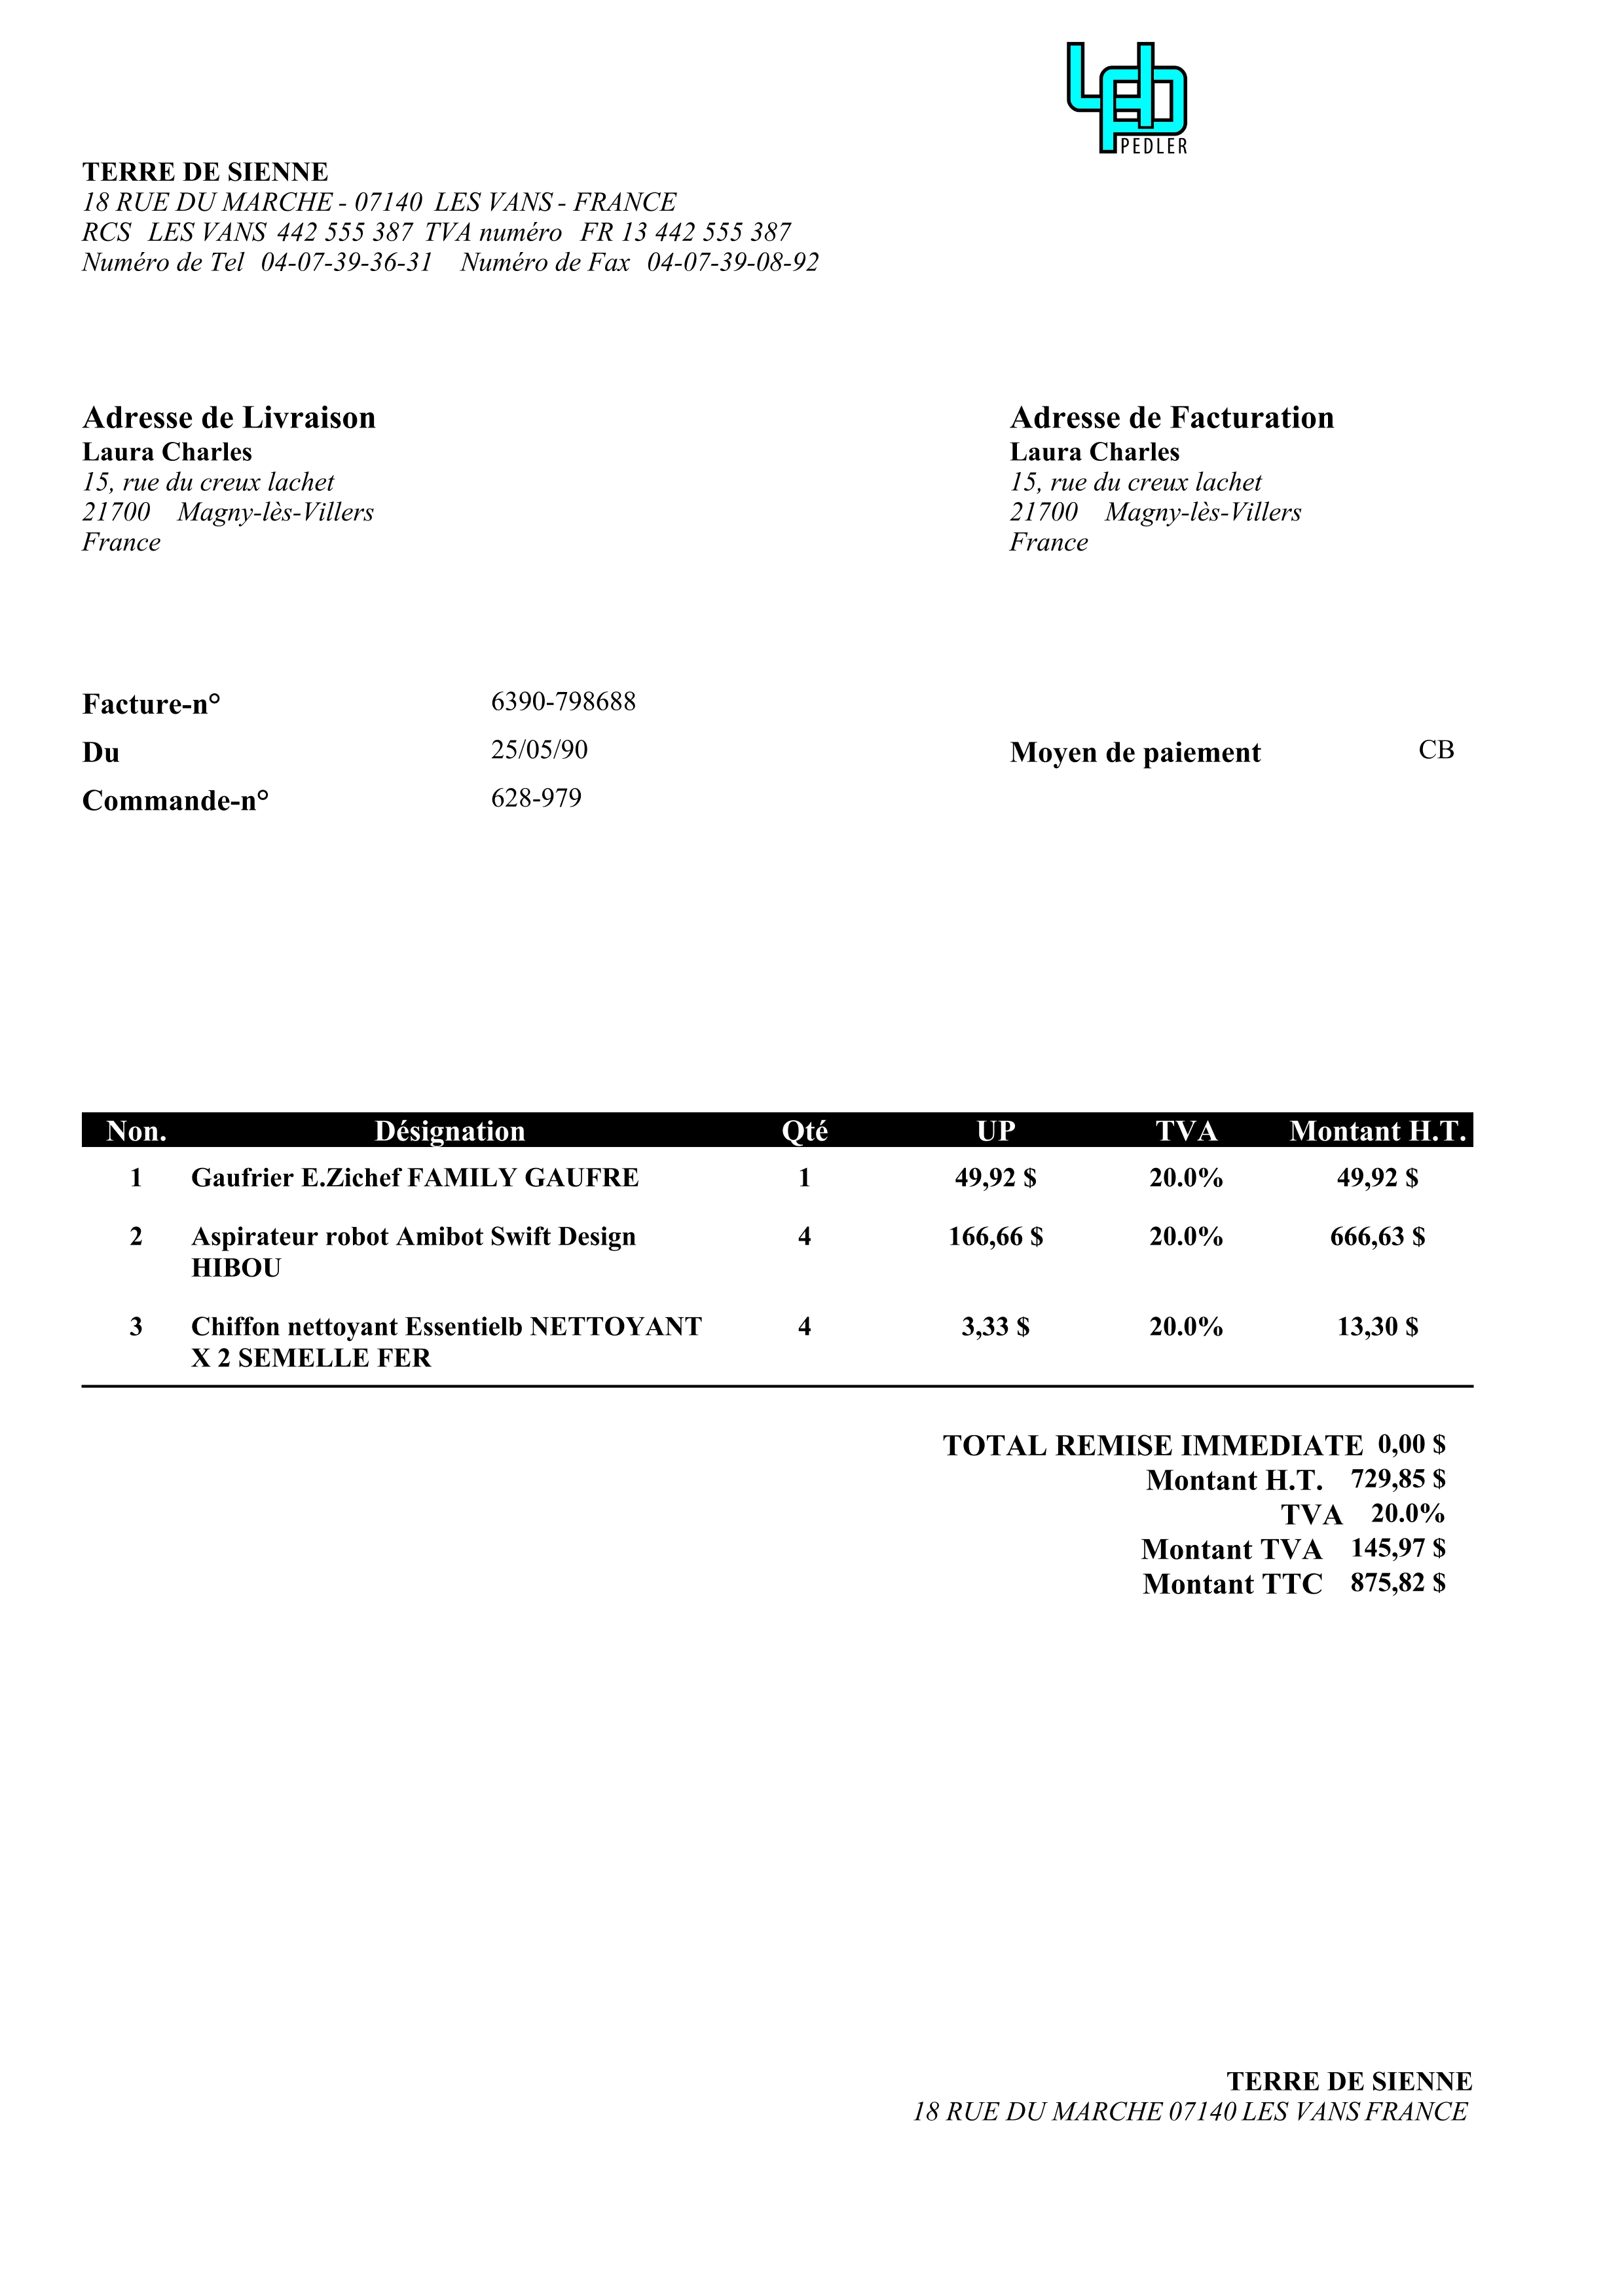 PEDLER
TERRE DE SIENNE
18 RUE DU MARCHE - 07140 LES VANS - FRANCE
RCS LES VANS 442 555 387 TVA numéro FR 13 442 555 387
Numéro de Tel 04-07-39-36-31 Numéro de Fax 04-07-39-08-92
Adresse de Livraison
Laura Charles
15, rue du creux lachet
21700 Magny-lès-Villers
France
Adresse de Facturation
Laura Charles
15, rue du creux lachet
21700 Magny-lès-Villers
France
Facture-n° 6390-798688
Du 25/05/90 Moyen de paiement CB
Commande-n° 628-979
Non. Désignation Qté UP TVA Montant H.T.
1 Gaufrier E.Zichef FAMILY GAUFRE 1 49,92 $ 20.0% 49,92 $
2 Aspirateur robot Amibot Swift Design 4 166,66 $ 20.0% 666,63 $
HIBOU
3 Chiffon nettoyant Essentielb NETTOYANT 4 3,33 $ 20.0% 13,30 $
X 2 SEMELLE FER
TOTAL REMISE IMMEDIATE 0,00 $
Montant H.T. 729,85 $
TVA 20.0%
Montant TVA 145,97 $
Montant TTC 875,82 $
TERRE DE SIENNE
18 RUE DU MARCHE 07140 LES VANS FRANCE